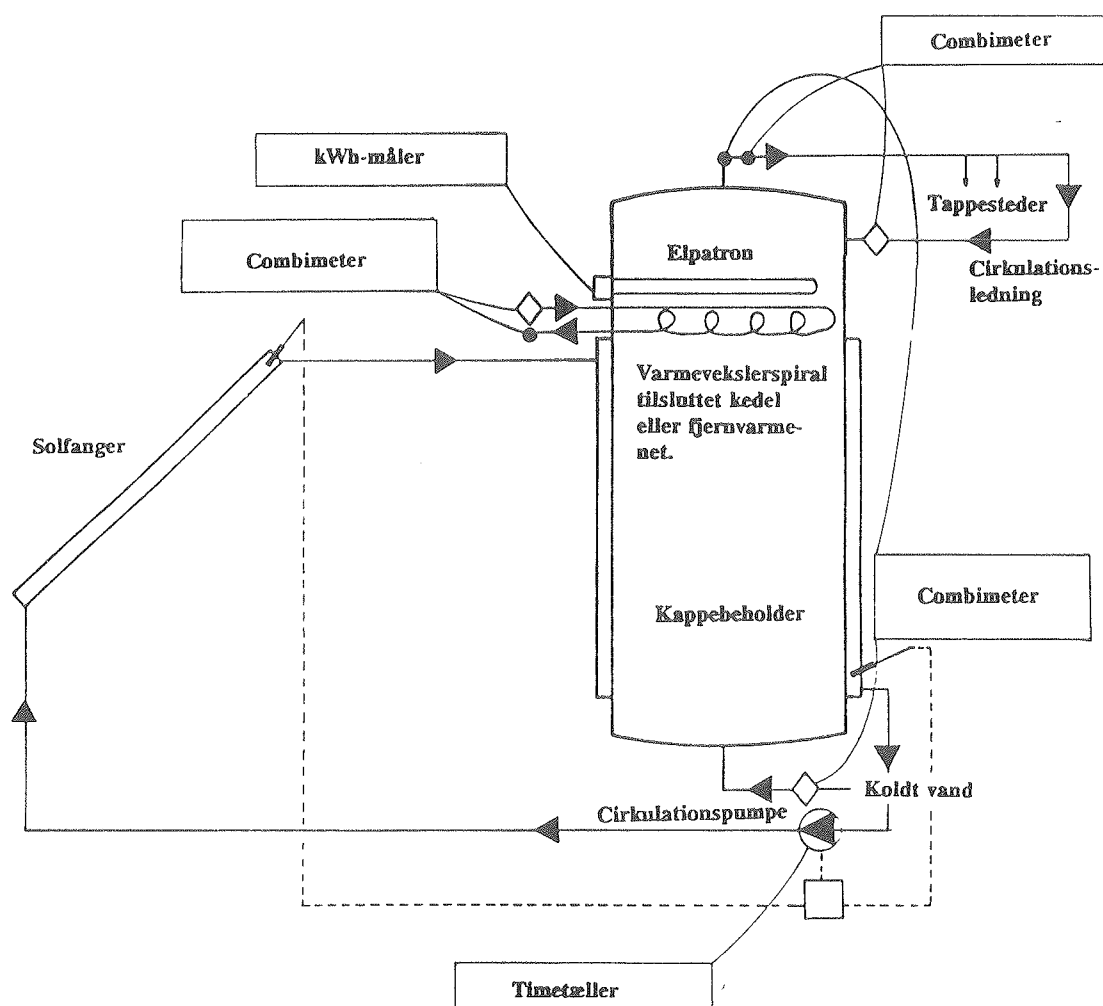 Combimeter
kWh-måler
Tappesteder
Combimeter
Elpatron
Cirkulations-
ledning
Varmevekslerspiral
tilsluttet kedel
eller fjernvarme-
net.
Solfanger
Combimeter
Kappebeholder
Koldt vand
Cirkulationspumpe
Timetæller